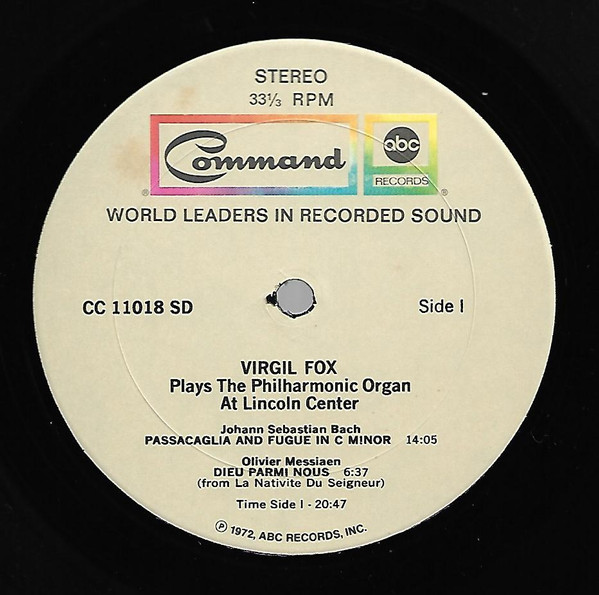 STEREO
33⅓ RPM
Command
abc
RECORDS
® ®
WORLD LEADERS IN RECORDED SOUND
CC 11018 SD
Side I
VIRGIL FOX
Plays The Philharmonic Organ
At Lincoln Center
Johann Sebastian Bach
PASSACAGLIA AND FUGUE IN C MINOR 14:05
Olivier Messiaen
DIEU PARMI NOUS 6:37
(from La Nativite Du Seigneur)
Time Side I - 20:47
℗ 1972, ABC RECORDS, INC.